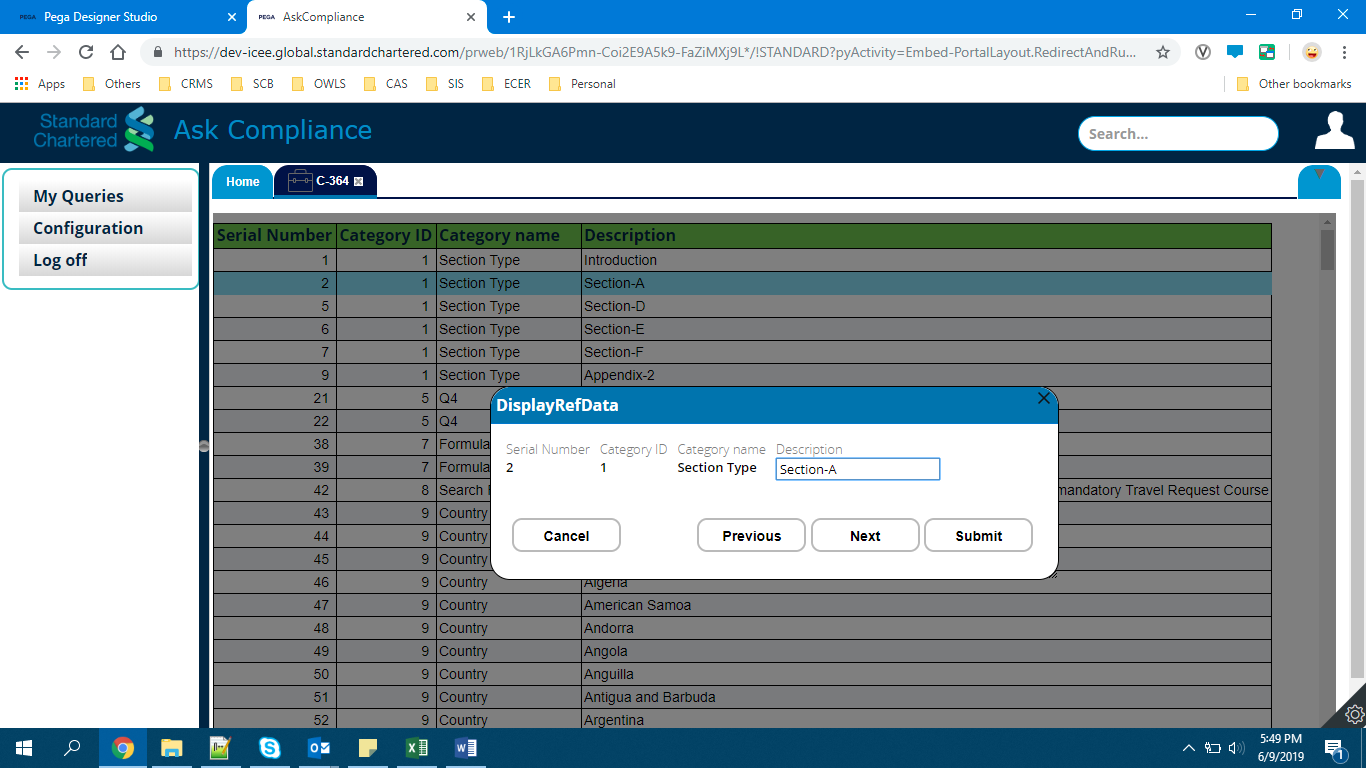 Pega Designer Studio
AskCompliance
https://dev-icee.global.standardchartered.com/prweb/1RjLkGA6Pmn-Coi2E9A5k9-FaZiMXj9L*/!STANDARD?pyActivity=Embed-PortalLayout.RedirectAndRu...
Apps Others CRMS SCB OWLS CAS SIS ECER Personal Other bookmarks
Standard Chartered
Ask Compliance
Search...
My Queries
Configuration
Log off
Home C-364
Serial Number Category ID Category name Description
1 1 Section Type Introduction
2 1 Section Type Section-A
5 1 Section Type Section-D
6 1 Section Type Section-E
7 1 Section Type Section-F
9 1 Section Type Appendix-2
21 5 Q4
22 5 Q4
38 7 Formula
39 7 Formula
42 8 Search mandatory Travel Request Course
43 9 Country
44 9 Country
45 9 Country
46 9 Country Algeria
47 9 Country American Samoa
48 9 Country Andorra
49 9 Country Angola
50 9 Country Anguilla
51 9 Country Antigua and Barbuda
52 9 Country Argentina
DisplayRefData
Serial Number Category ID Category name Description
2 1 Section Type Section-A
Cancel Previous Next Submit
5:49 PM
6/9/2019
1